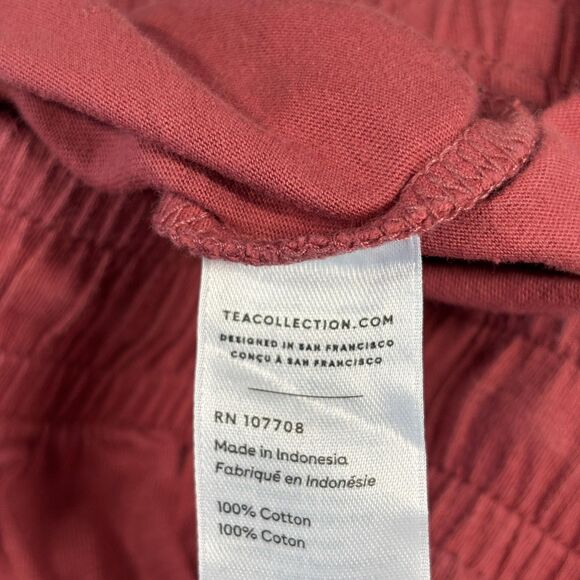 TEACOLLECTION.COM
DESIGNED IN SAN FRANCISCO
CONÇU À SAN FRANCISCO
RN 107708
Made in Indonesia
Fabriqué en Indonésie
100% Cotton
100% Coton